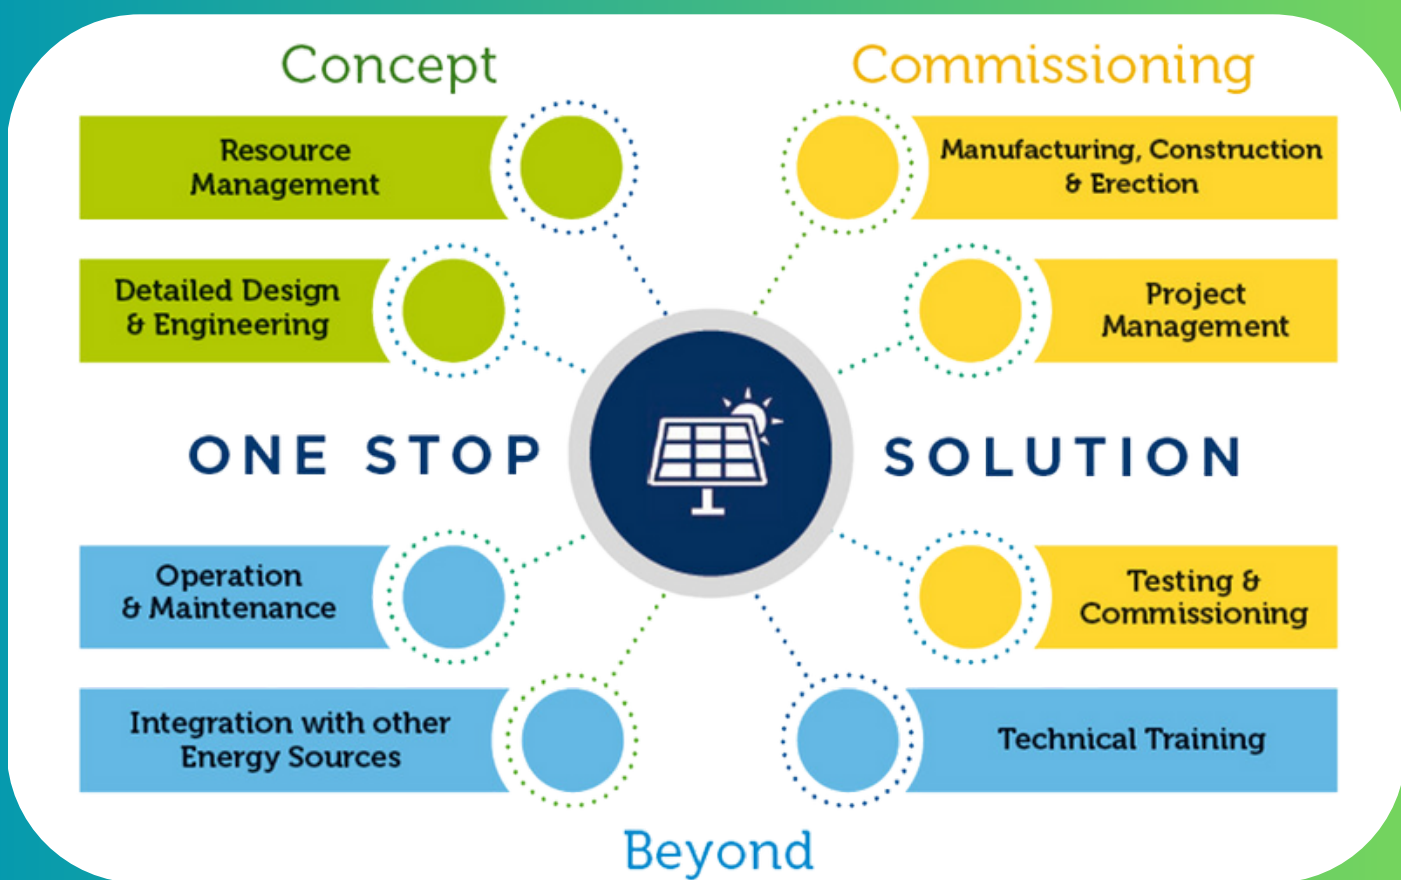 Concept
Commissioning
Resource
Management
Manufacturing, Construction
& Erection
Detailed Design
& Engineering
Project
Management
ONE STOP SOLUTION
Operation
& Maintenance
Testing &
Commissioning
Integration with other
Energy Sources
Technical Training
Beyond